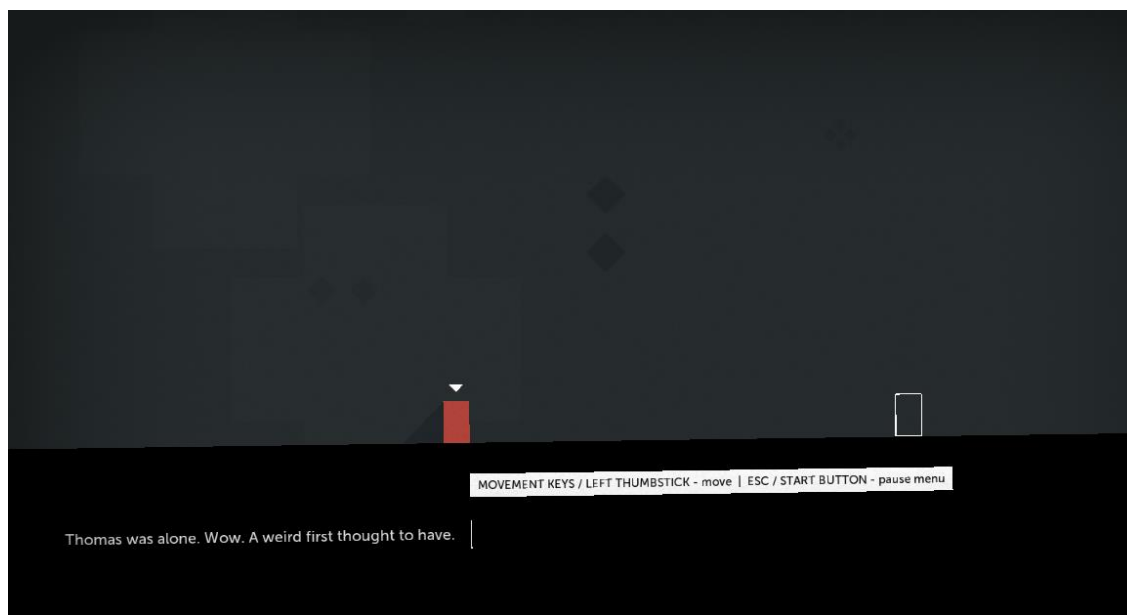 MOVEMENT KEYS / LEFT THUMBSTICK - move | ESC / START BUTTON - pause menu
Thomas was alone. Wow. A weird first thought to have.